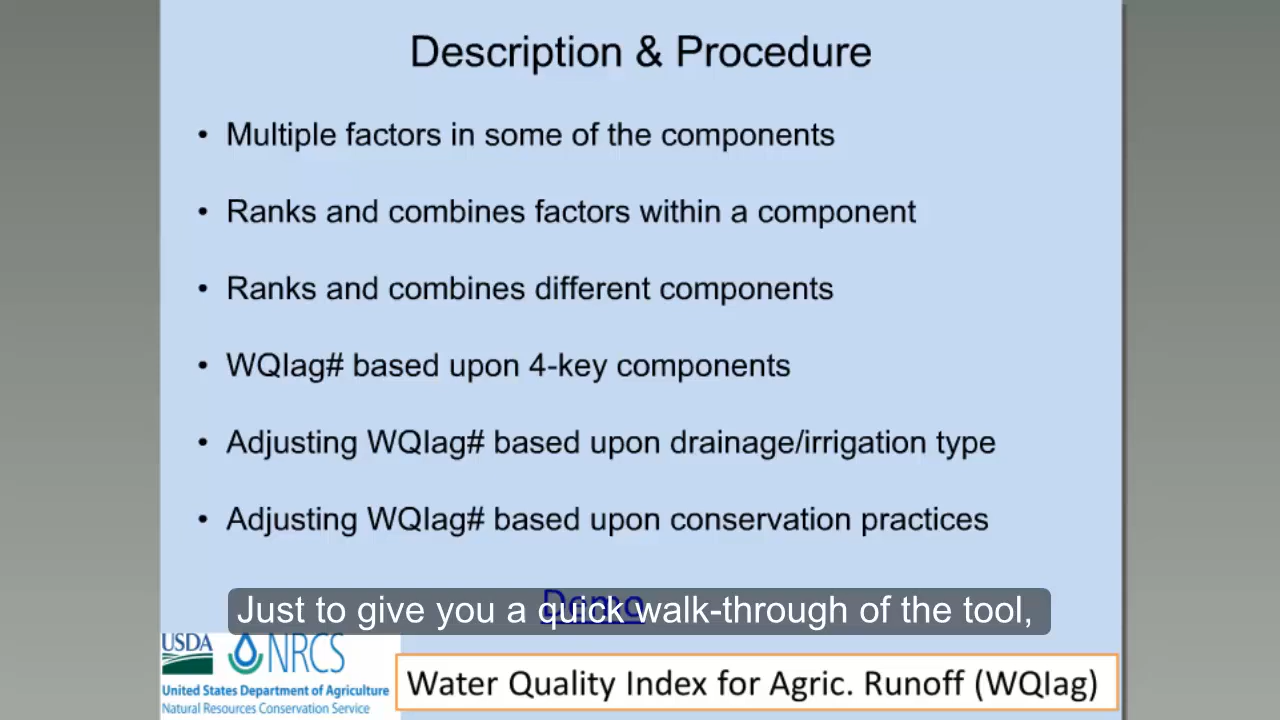 Description & Procedure
• Multiple factors in some of the components
• Ranks and combines factors within a component
• Ranks and combines different components
• WQIag# based upon 4-key components
• Adjusting WQIag# based upon drainage/irrigation type
• Adjusting WQIag# based upon conservation practices
Demo
Just to give you a quick walk-through of the tool,
USDA NRCS
United States Department of Agriculture
Natural Resources Conservation Service
Water Quality Index for Agric. Runoff (WQIag)